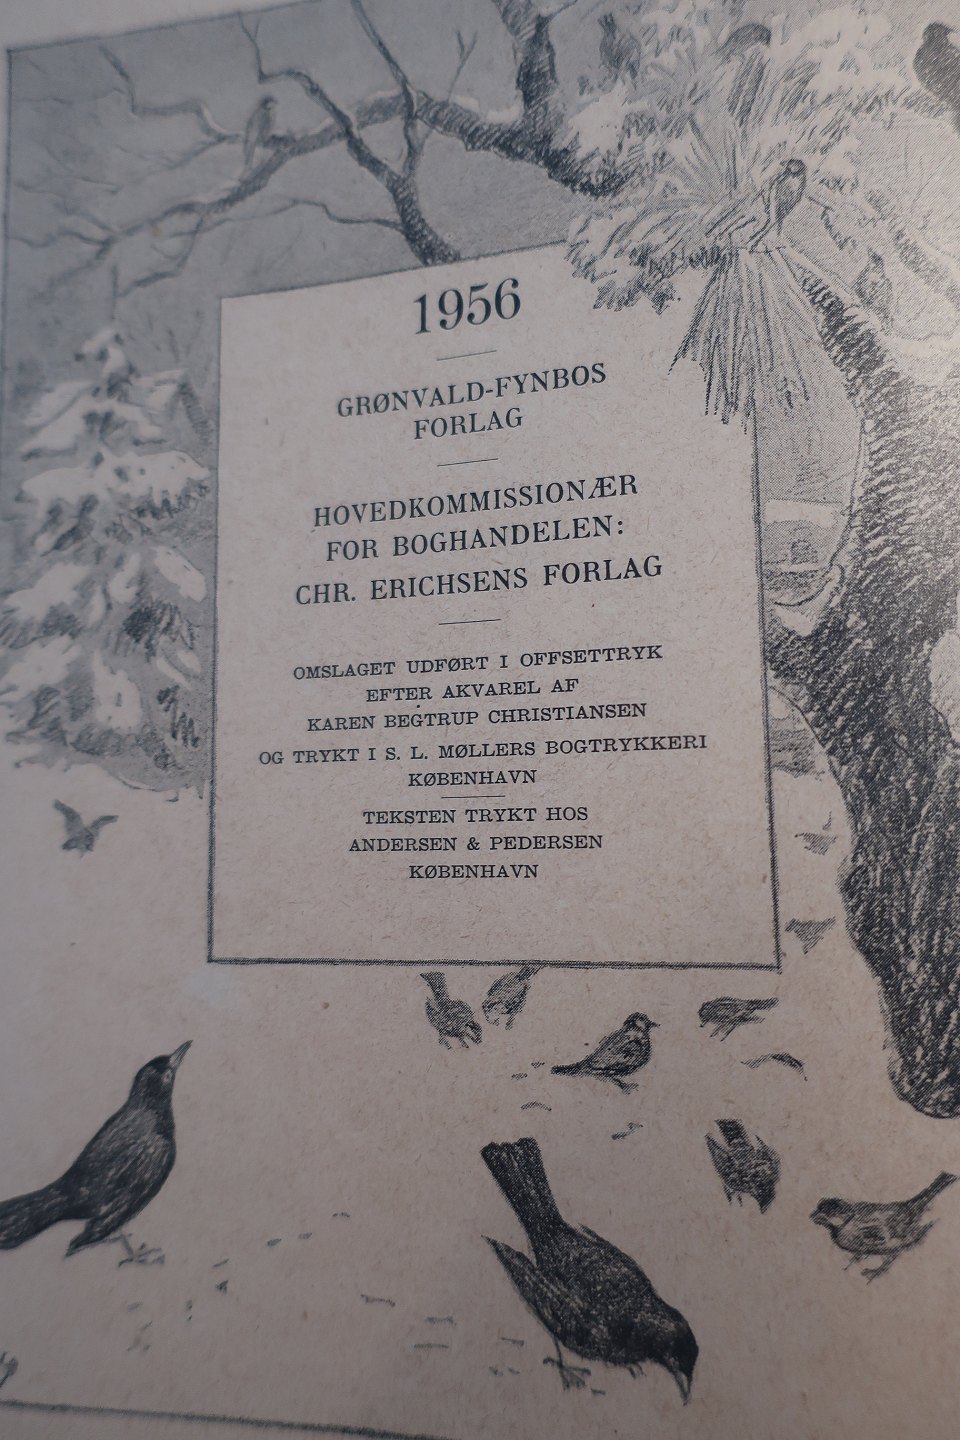 1956
GRØNVALD-FYNBOS
FORLAG
HOVEDKOMMISSIONÆR
FOR BOGHANDELEN:
CHR. ERICHSENS FORLAG
OMSLAGET UDFØRT I OFFSETTRYK
EFTER AKVAREL AF
KAREN BEGTRUP CHRISTIANSEN
OG TRYKT I S. L. MØLLERS BOGTRYKKERI
KØBENHAVN
TEKSTEN TRYKT HOS
ANDERSEN & PEDERSEN
KØBENHAVN